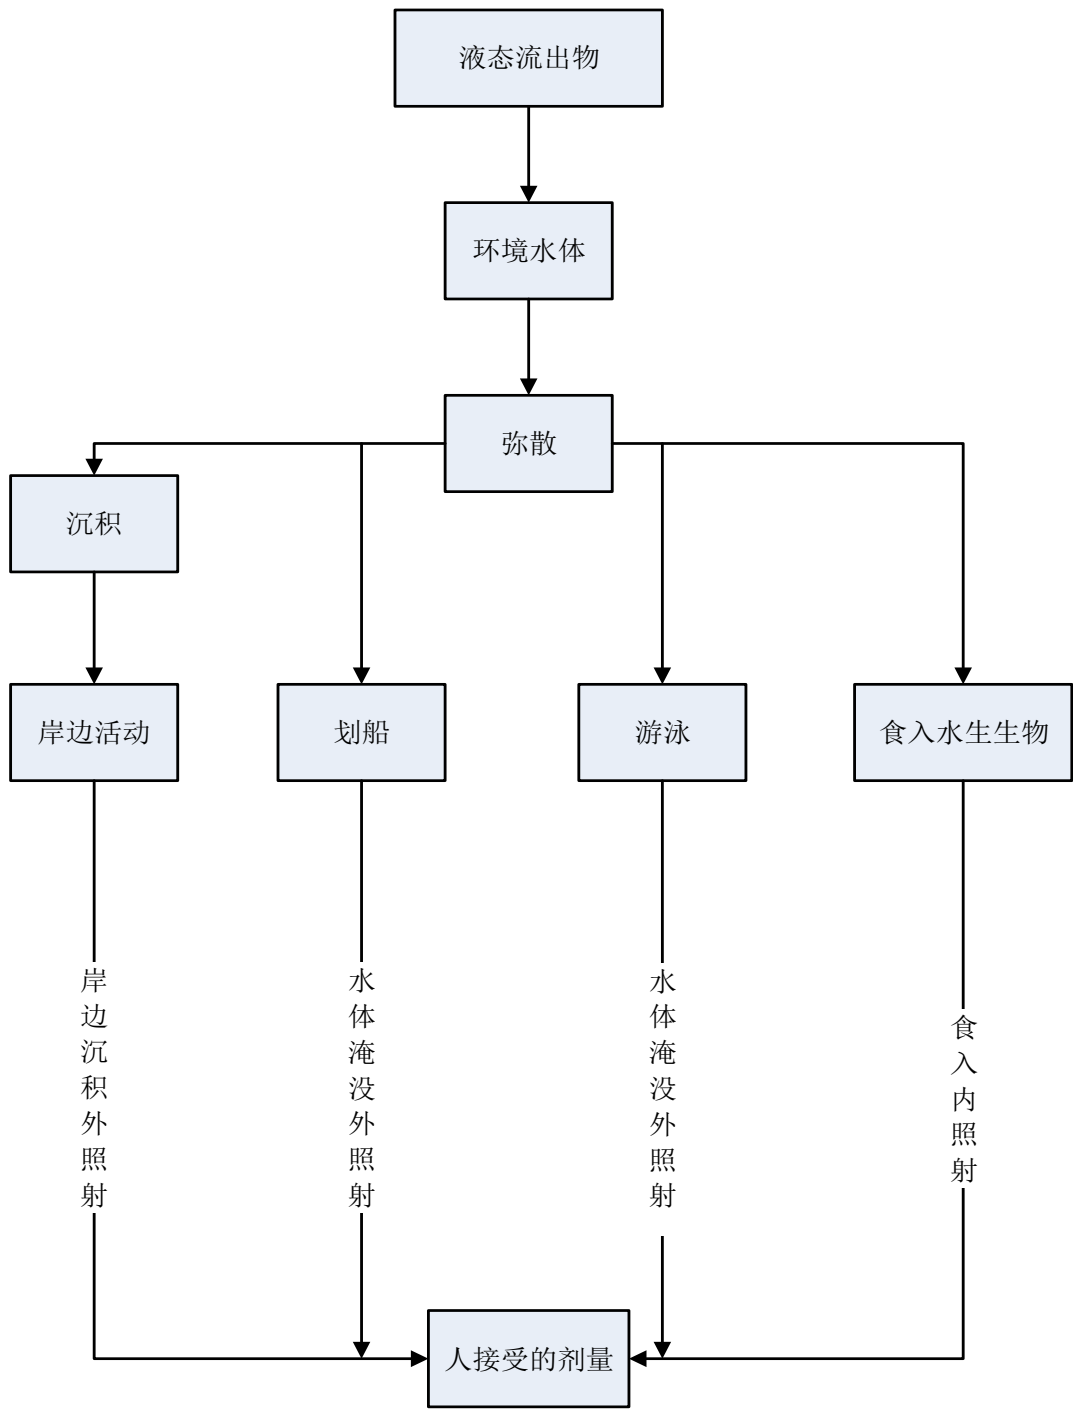 液态流出物
环境水体
弥散
沉积
岸边活动
划船
游泳
食入水生生物
岸边沉积外照射
水体淹没外照射
水体淹没外照射
食入内照射
人接受的剂量